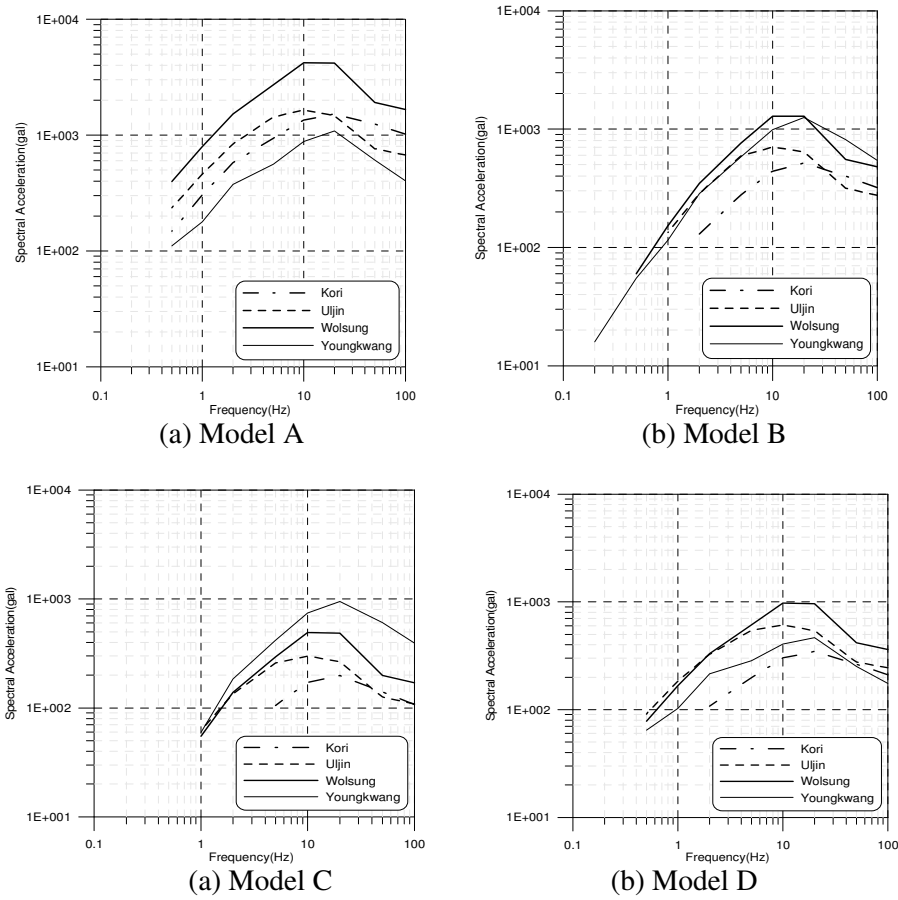 1E+004
1E+003
1E+002
1E+001
Spectral Acceleration(gal)
Kori
Uljin
Wolsung
Youngkwang
0.1 1 10 100
Frequency(Hz)
(a) Model A
1E+004
1E+003
1E+002
1E+001
Spectral Acceleration(gal)
Kori
Uljin
Wolsung
Youngkwang
0.1 1 10 100
Frequency(Hz)
(b) Model B
1E+004
1E+003
1E+002
1E+001
Spectral Acceleration(gal)
Kori
Uljin
Wolsung
Youngkwang
0.1 1 10 100
Frequency(Hz)
(a) Model C
1E+004
1E+003
1E+002
1E+001
Spectral Acceleration(gal)
Kori
Uljin
Wolsung
Youngkwang
0.1 1 10 100
Frequency(Hz)
(b) Model D